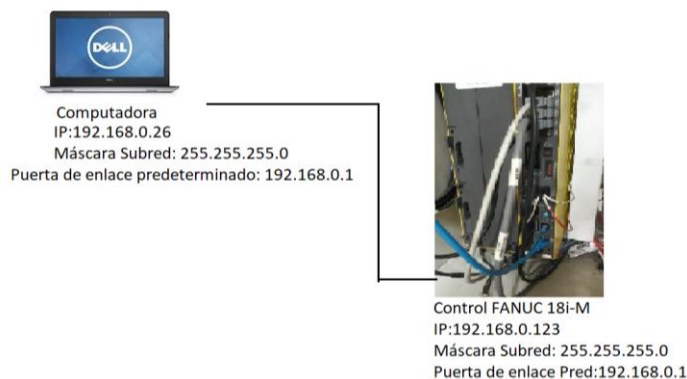 DELL
Computadora
IP:192.168.0.26
Máscara Subred: 255.255.255.0
Puerta de enlace predeterminado: 192.168.0.1
Control FANUC 18i-M
IP:192.168.0.123
Máscara Subred: 255.255.255.0
Puerta de enlace Pred:192.168.0.1